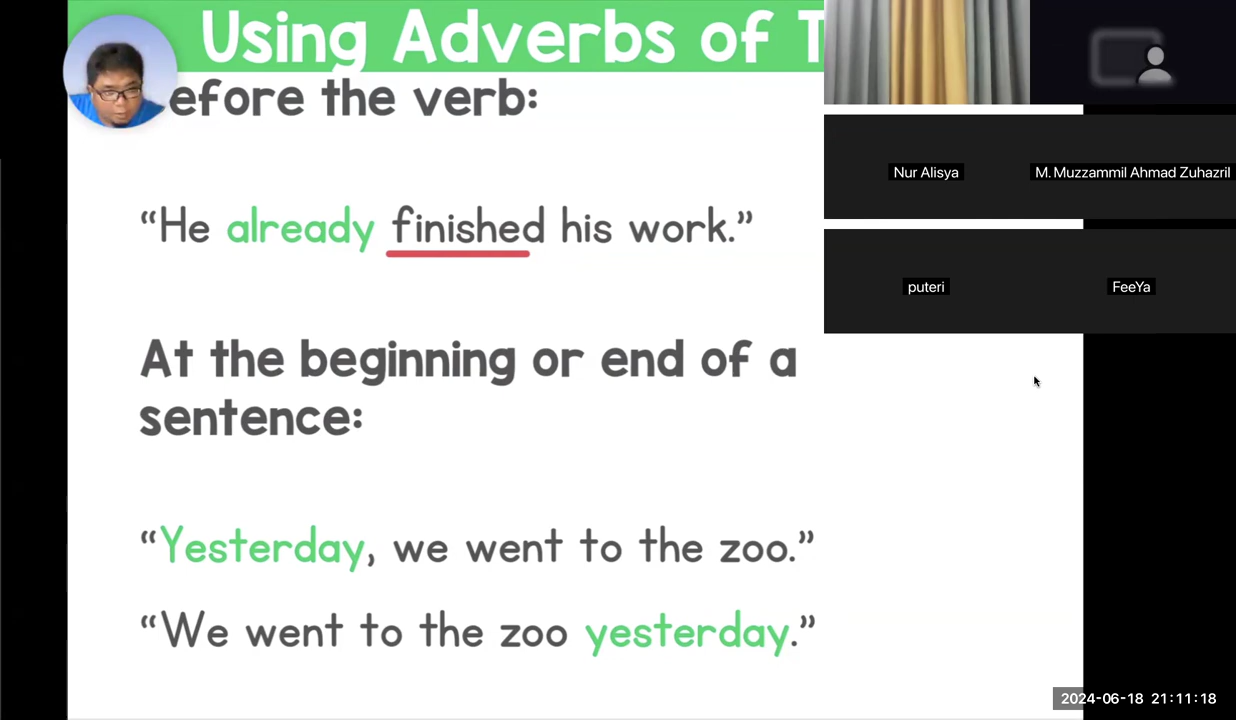 Using Adverbs of T
efore the verb:
“He already finished his work.”
At the beginning or end of a
sentence:
“Yesterday, we went to the zoo.”
“We went to the zoo yesterday.”
Nur Alisya
M. Muzzammil Ahmad Zuhazril
puteri
FeeYa
2024-06-18 21:11:18